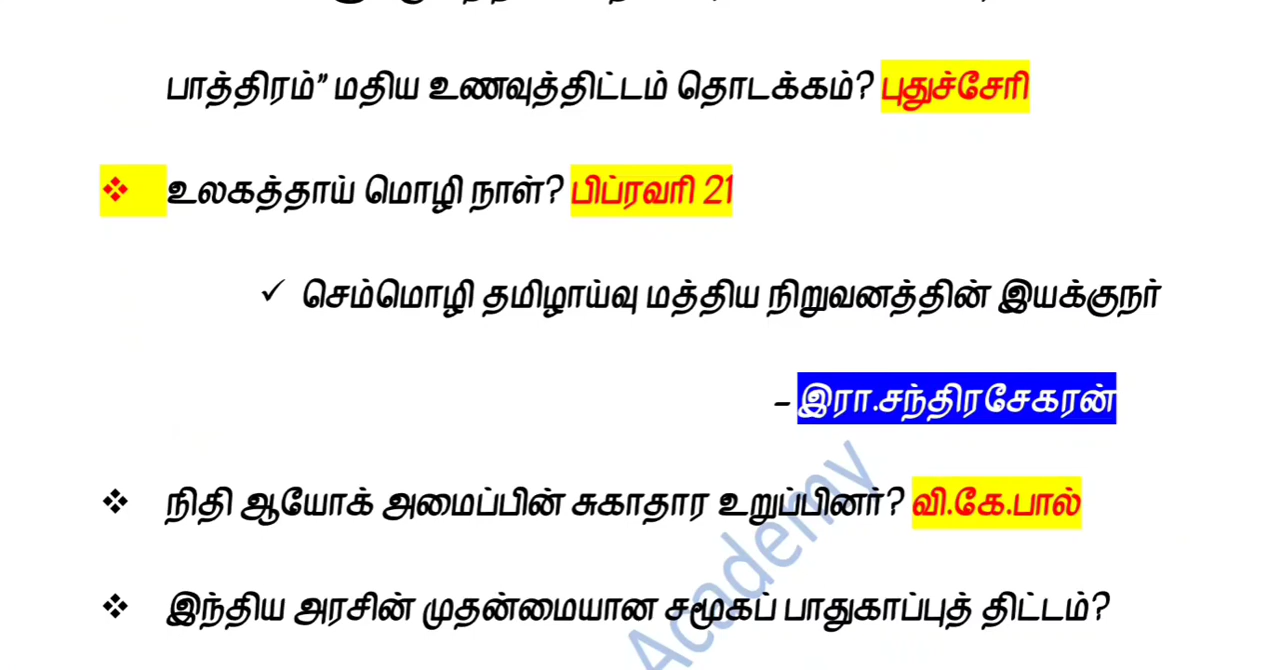 பாத்திரம்” மதிய உணவுத்திட்டம் தொடக்கம்? புதுச்சேரி
❖ உலகத்தாய் மொழி நாள்? பிப்ரவரி 21
✓ செம்மொழி தமிழாய்வு மத்திய நிறுவனத்தின் இயக்குநர்
– இரா.சந்திரசேகரன்
❖ நிதி ஆயோக் அமைப்பின் சுகாதார உறுப்பினர்? வி.கே.பால்
❖ இந்திய அரசின் முதன்மையான சமூகப் பாதுகாப்புத் திட்டம்?
Academy